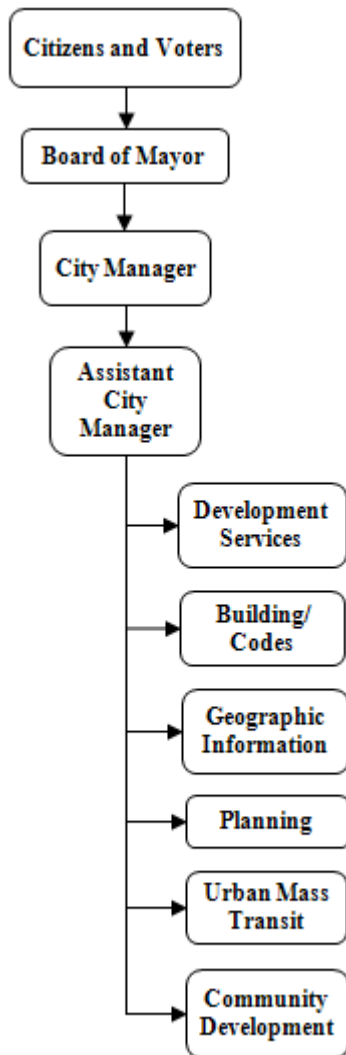 Citizens and Voters
Board of Mayor
City Manager
Assistant
City
Manager
Development
Services
Building/
Codes
Geographic
Information
Planning
Urban Mass
Transit
Community
Development